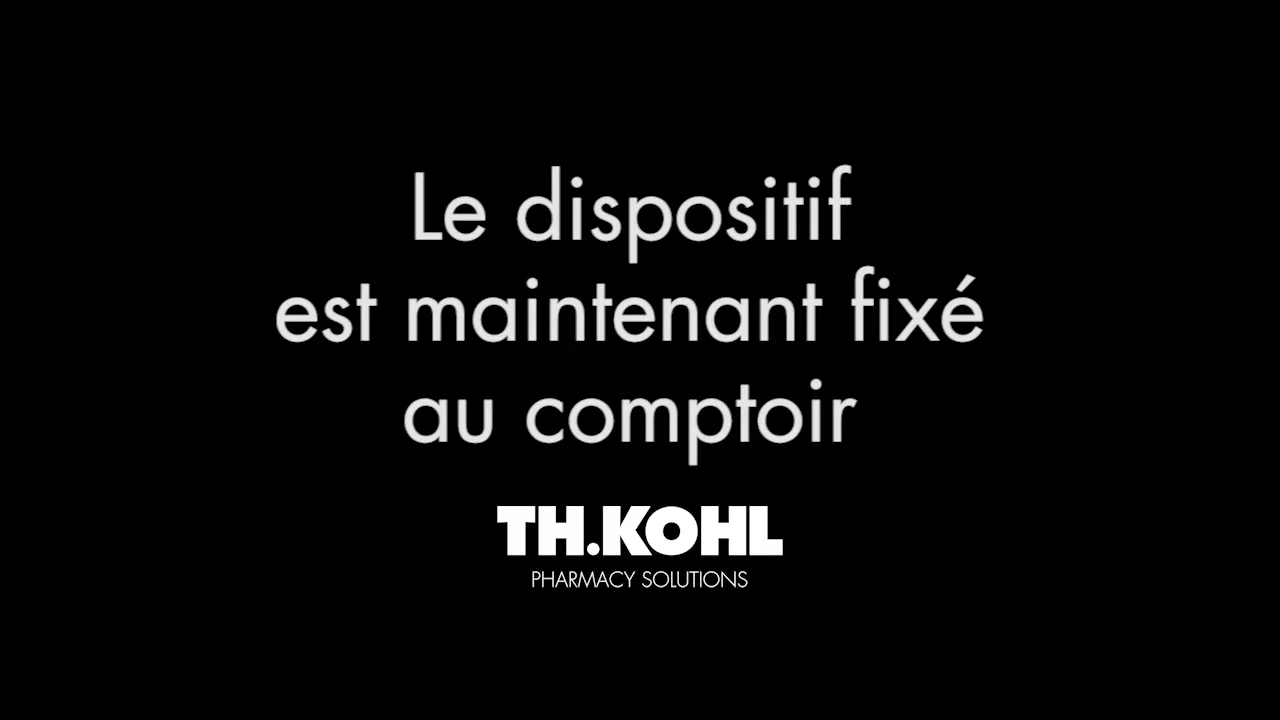 Le dispositif
est maintenant fixé
au comptoir
TH.KOHL
PHARMACY SOLUTIONS